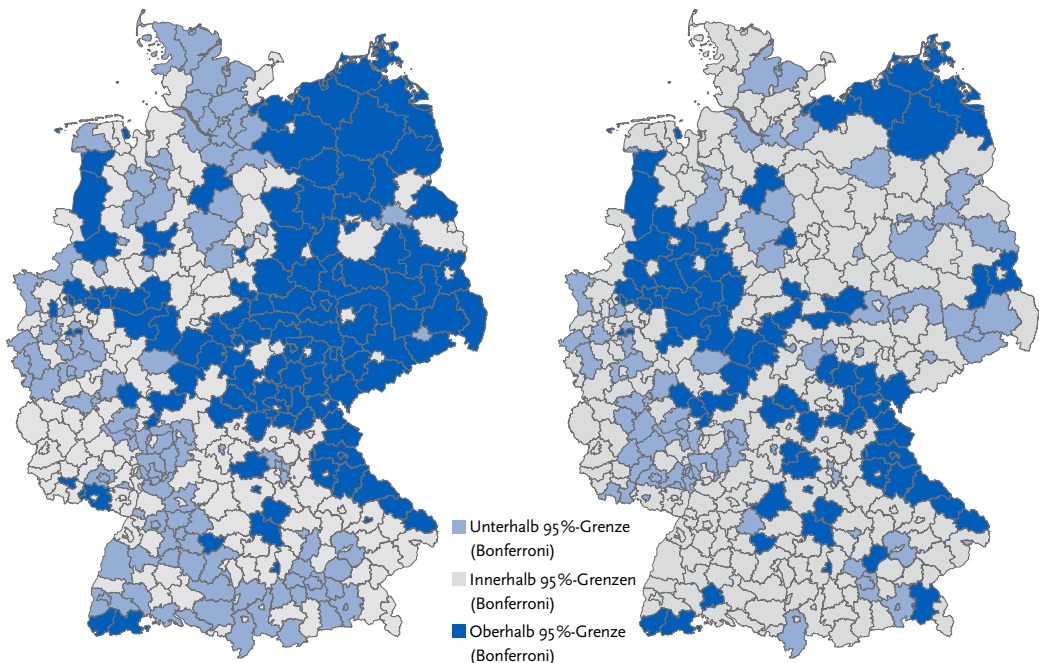 Unterhalb 95%-Grenze
(Bonferroni)
Innerhalb 95%-Grenzen
(Bonferroni)
Oberhalb 95%-Grenze
(Bonferroni)